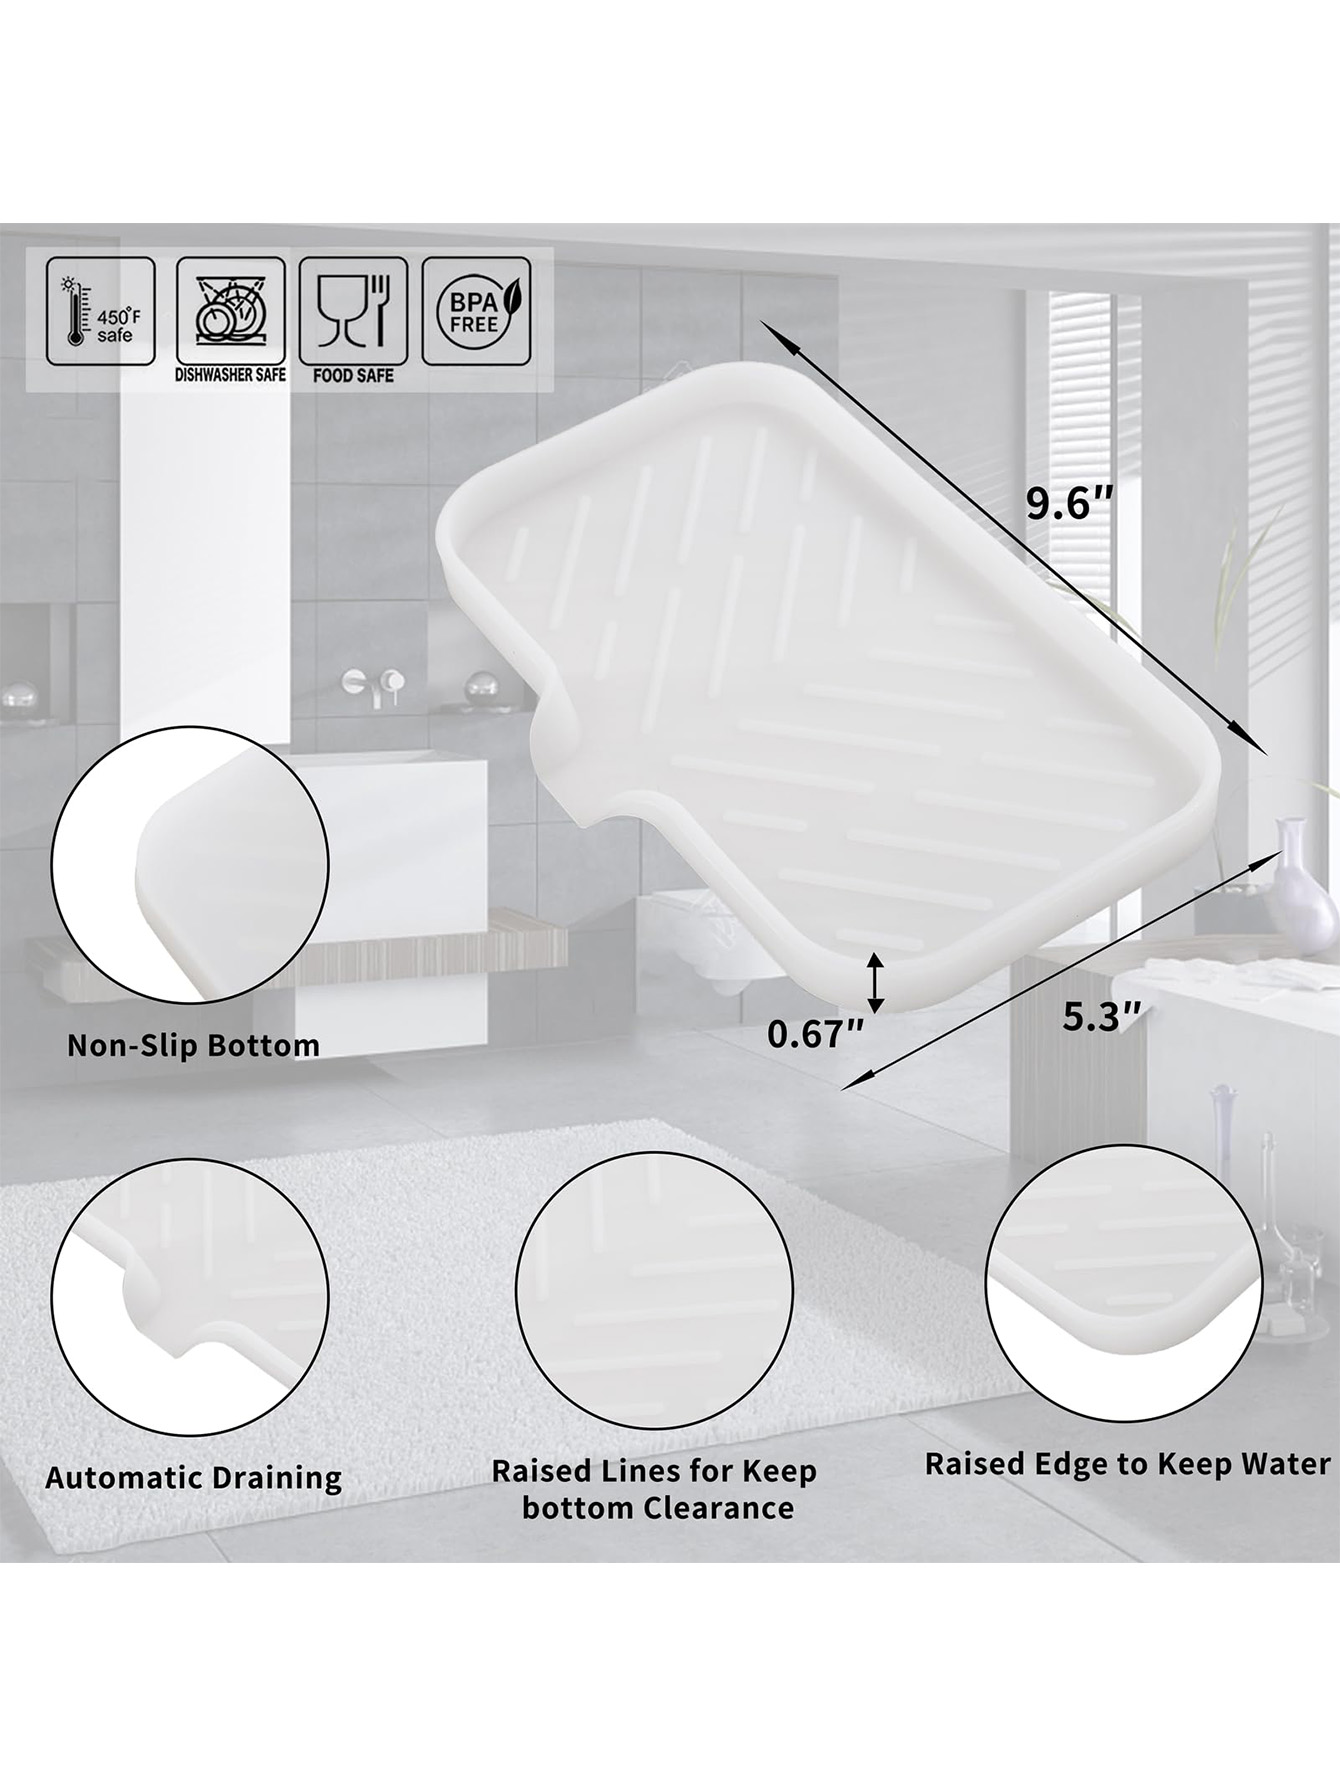 450°F
safe
DISHWASHER SAFE
FOOD SAFE
BPA
FREE
9.6"
5.3"
0.67"
Non-Slip Bottom
Automatic Draining
Raised Lines for Keep
bottom Clearance
Raised Edge to Keep Water